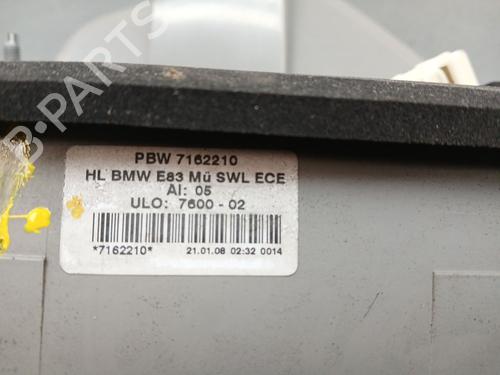 PBW 7162210
HL BMW E83 Mü SWL ECE
AI: 05
ULO: 7600 - 02
*7162210*
21.01.08 02:32 0014
B-PARTS